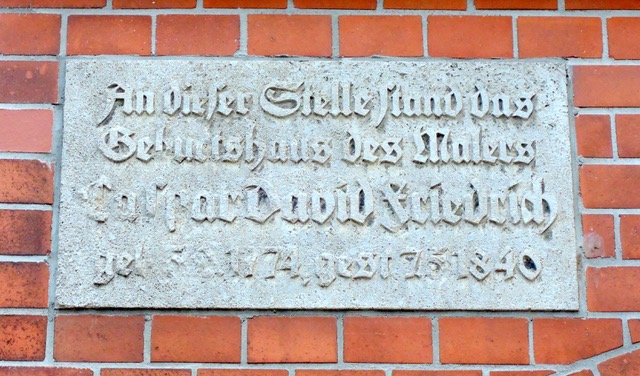 An dieser Stelle stand das
Geburtshaus des Malers
Caspar David Friedrich
geb. 5.9.1774, gest. 7.5.1840